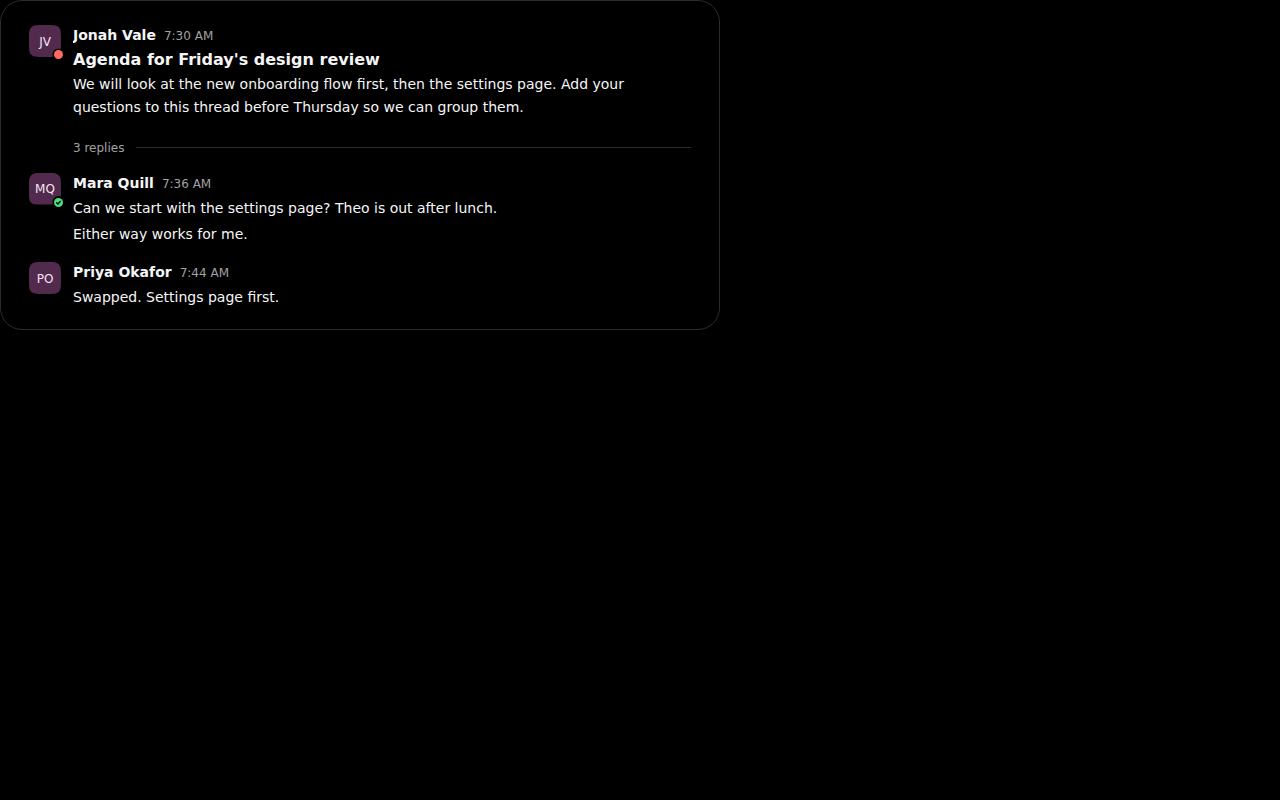 JV
Jonah Vale 7:30 AM
Agenda for Friday's design review
We will look at the new onboarding flow first, then the settings page. Add your
questions to this thread before Thursday so we can group them.
3 replies
MQ
Mara Quill 7:36 AM
Can we start with the settings page? Theo is out after lunch.
Either way works for me.
PO
Priya Okafor 7:44 AM
Swapped. Settings page first.